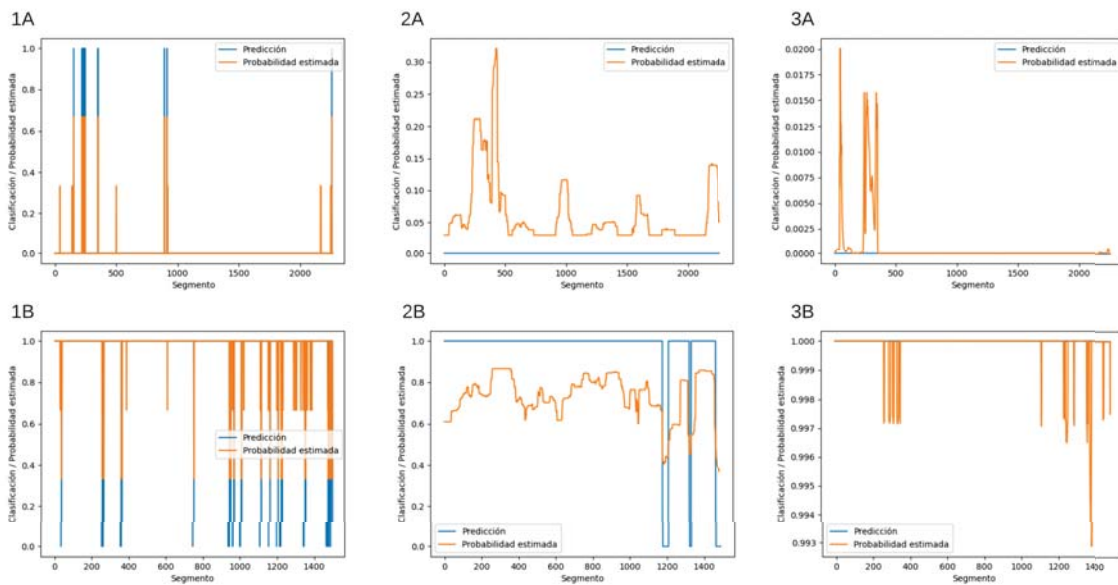 1A
2A
3A
Clasificación / Probabilidad estimada
1.0
0.8
0.6
0.4
0.2
0.0
Predicción
Probabilidad estimada
0 500 1000 1500 2000
Segmento
Clasificación / Probabilidad estimada
0.30
0.25
0.20
0.15
0.10
0.05
0.00
Predicción
Probabilidad estimada
0 500 1000 1500 2000
Segmento
Clasificación / Probabilidad estimada
0.0200
0.0175
0.0150
0.0125
0.0100
0.0075
0.0050
0.0025
0.0000
Predicción
Probabilidad estimada
0 500 1000 1500 2000
Segmento
1B
2B
3B
Clasificación / Probabilidad estimada
1.0
0.8
0.6
0.4
0.2
0.0
Predicción
Probabilidad estimada
0 200 400 600 800 1000 1200 1400
Segmento
Clasificación / Probabilidad estimada
1.0
0.8
0.6
0.4
0.2
0.0
Predicción
Probabilidad estimada
0 200 400 600 800 1000 1200 1400
Segmento
Clasificación / Probabilidad estimada
1.000
0.999
0.998
0.997
0.996
0.995
0.994
0.993
Predicción
Probabilidad estimada
0 200 400 600 800 1000 1200 1400
Segmento